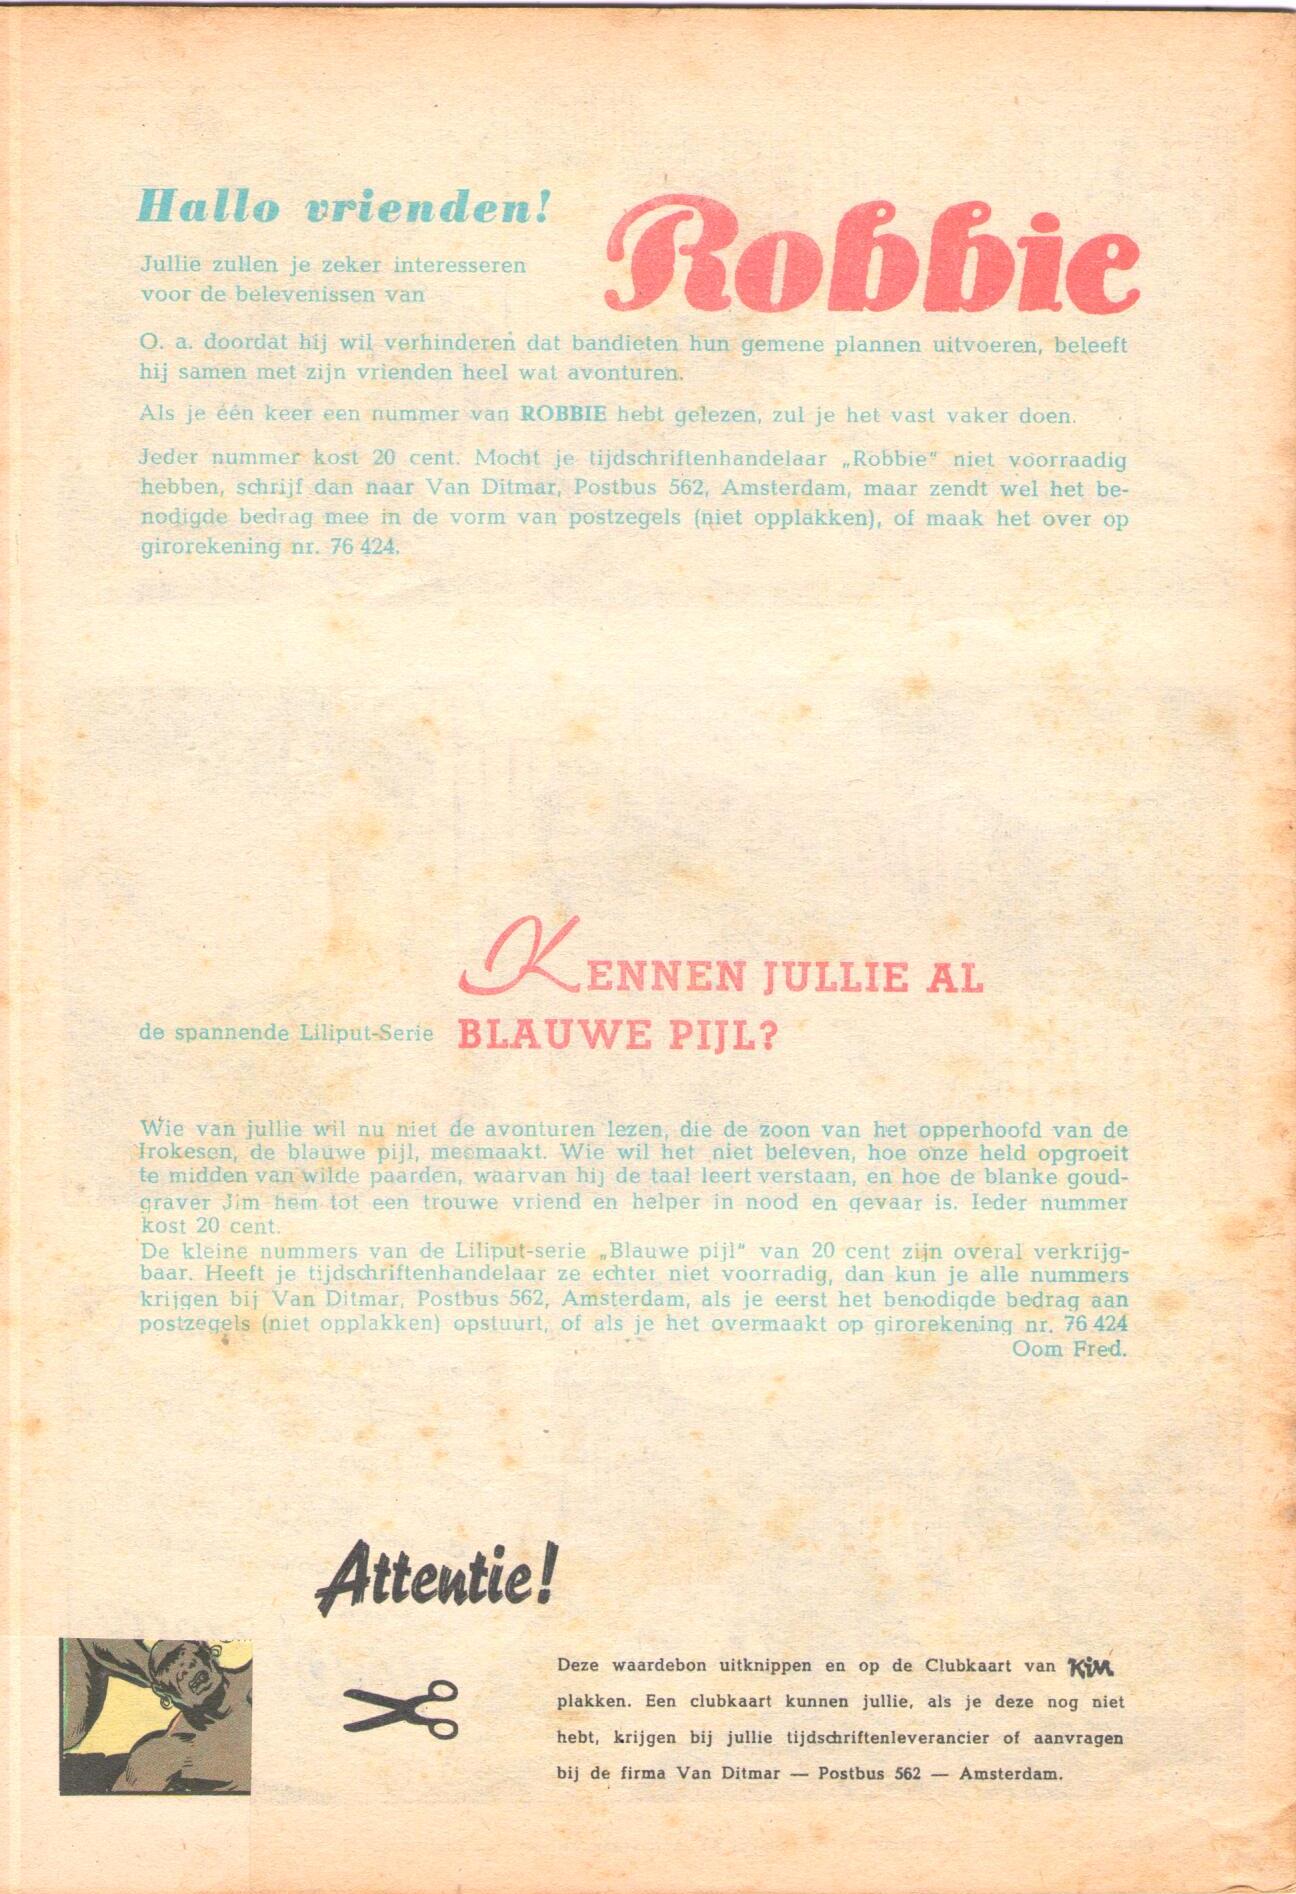 Hallo vrienden!
Jullie zullen je zeker interesseren
voor de belevenissen van
Robbie
O. a. doordat hij wil verhinderen dat bandieten hun gemene plannen uitvoeren, beleeft
hij samen met zijn vrienden heel wat avonturen.
Als je één keer een nummer van ROBBIE hebt gelezen, zul je het vast vaker doen.
Jeder nummer kost 20 cent. Mocht je tijdschriftenhandelaar „Robbie" niet voorraadig
hebben, schrijf dan naar Van Ditmar, Postbus 562, Amsterdam, maar zendt wel het be-
nodigde bedrag mee in de vorm van postzegels (niet opplakken), of maak het over op
girorekening nr. 76 424.
KENNEN JULLIE AL
de spannende Liliput-Serie BLAUWE PIJL?
Wie van jullie wil nu niet de avonturen lezen, die de zoon van het opperhoofd van de
Irokesen, de blauwe pijl, meemaakt. Wie wil het niet beleven, hoe onze held opgroeit
te midden van wilde paarden, waarvan hij de taal leert verstaan, en hoe de blanke goud-
graver Jim hem tot een trouwe vriend en helper in nood en gevaar is. Ieder nummer
kost 20 cent.
De kleine nummers van de Liliput-serie „Blauwe pijl" van 20 cent zijn overal verkrijg-
baar. Heeft je tijdschriftenhandelaar ze echter niet voorradig, dan kun je alle nummers
krijgen bij Van Ditmar, Postbus 562, Amsterdam, als je eerst het benodigde bedrag aan
postzegels (niet opplakken) opstuurt, of als je het overmaakt op girorekening nr. 76 424
Oom Fred.
Attentie!
Deze waardebon uitknippen en op de Clubkaart van Kim
plakken. Een clubkaart kunnen jullie, als je deze nog niet
hebt, krijgen bij jullie tijdschriftenleverancier of aanvragen
bij de firma Van Ditmar — Postbus 562 — Amsterdam.